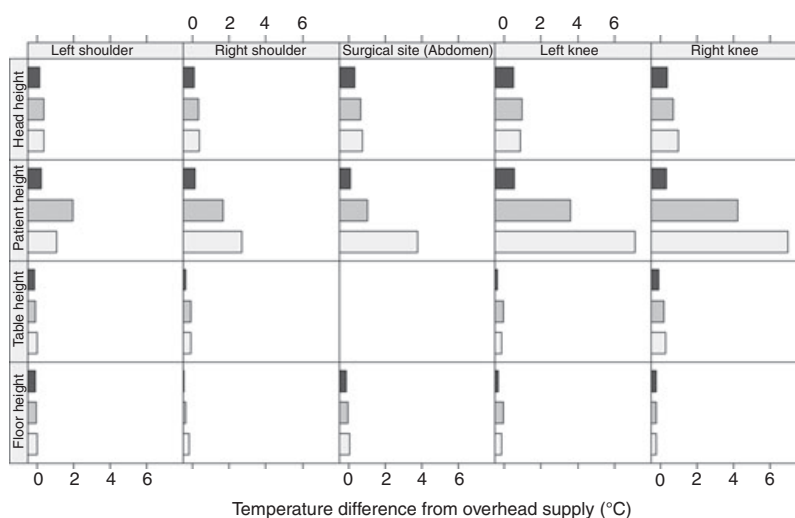 0 2 4 6 0 2 4 6
Left shoulder Right shoulder Surgical site (Abdomen) Left knee Right knee
Head height
Patient height
Table height
Floor height
0 2 4 6 0 2 4 6 0 2 4 6
Temperature difference from overhead supply (°C)